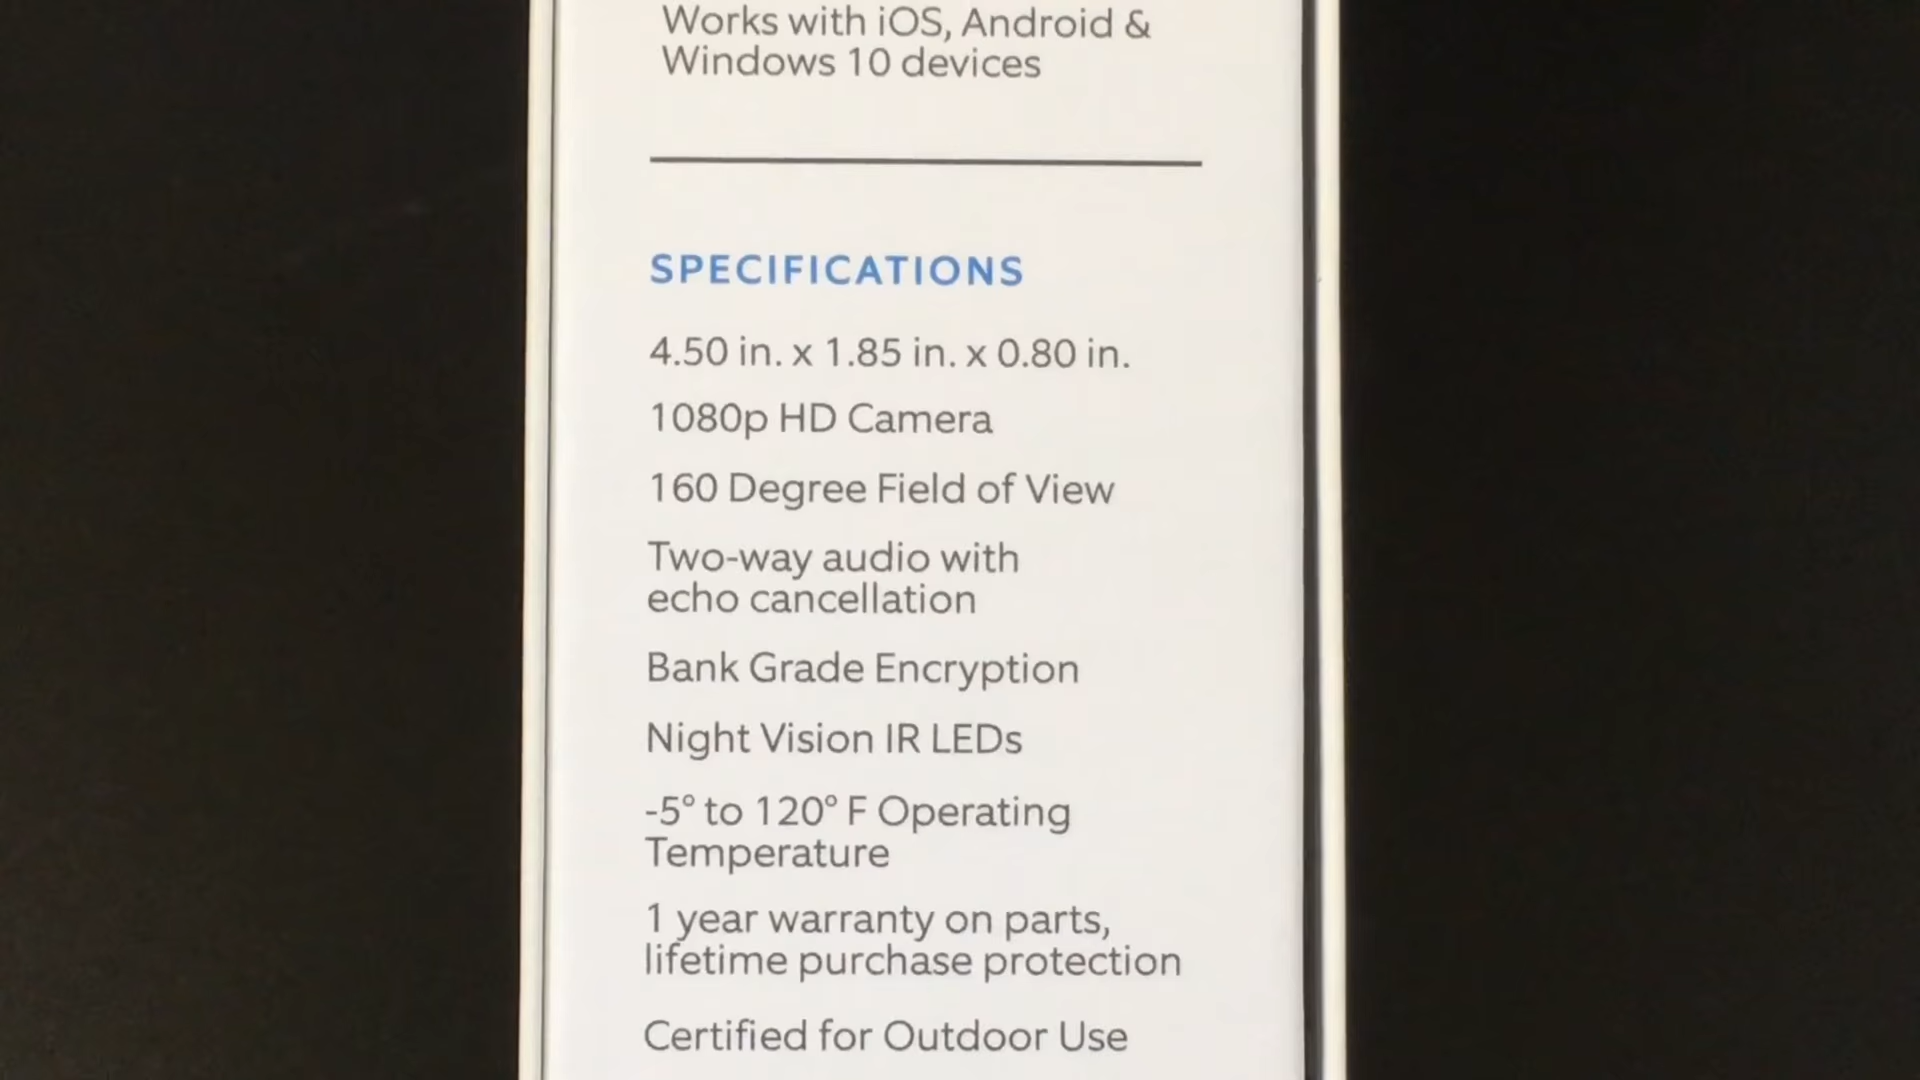 Works with iOS, Android &
Windows 10 devices
SPECIFICATIONS
4.50 in. x 1.85 in. x 0.80 in.
1080p HD Camera
160 Degree Field of View
Two-way audio with
echo cancellation
Bank Grade Encryption
Night Vision IR LEDs
-5° to 120° F Operating
Temperature
1 year warranty on parts,
lifetime purchase protection
Certified for Outdoor Use